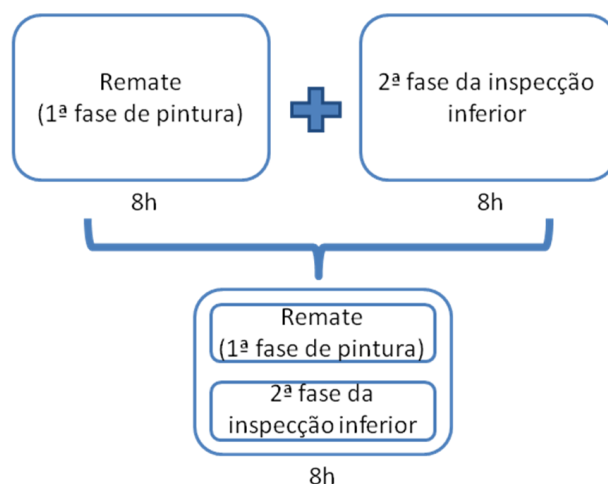 Remate
(1ª fase de pintura)
2ª fase da inspecção
inferior
8h
8h
Remate
(1ª fase de pintura)
2ª fase da
inspecção inferior
8h